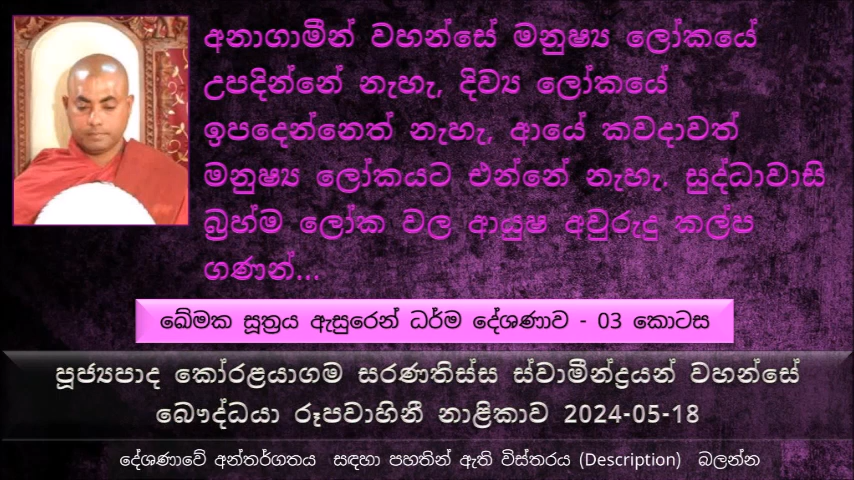 අනාගාමීන් වහන්සේ මනුෂ්‍ය ලෝකයේ
උපදින්නේ නැහැ, දිව්‍ය ලෝකයේ
ඉපදෙන්නෙත් නැහැ, ආයේ කවදාවත්
මනුෂ්‍ය ලෝකයට එන්නේ නැහැ. සුද්ධාවාසි
බ්‍රහ්ම ලෝක වල ආයුෂ අවුරුදු කල්ප
ගණන්...
ඛේමක සූත්‍රය ඇසුරෙන් ධර්ම දේශණාව - 03 කොටස
පූජ්‍යපාද කෝරළයාගම සරණතිස්ස ස්වාමීන්ද්‍රයන් වහන්සේ
බෞද්ධයා රූපවාහිනී නාළිකාව 2024-05-18
දේශණාවේ අන්තර්ගතය සඳහා පහතින් ඇති විස්තරය (Description) බලන්න